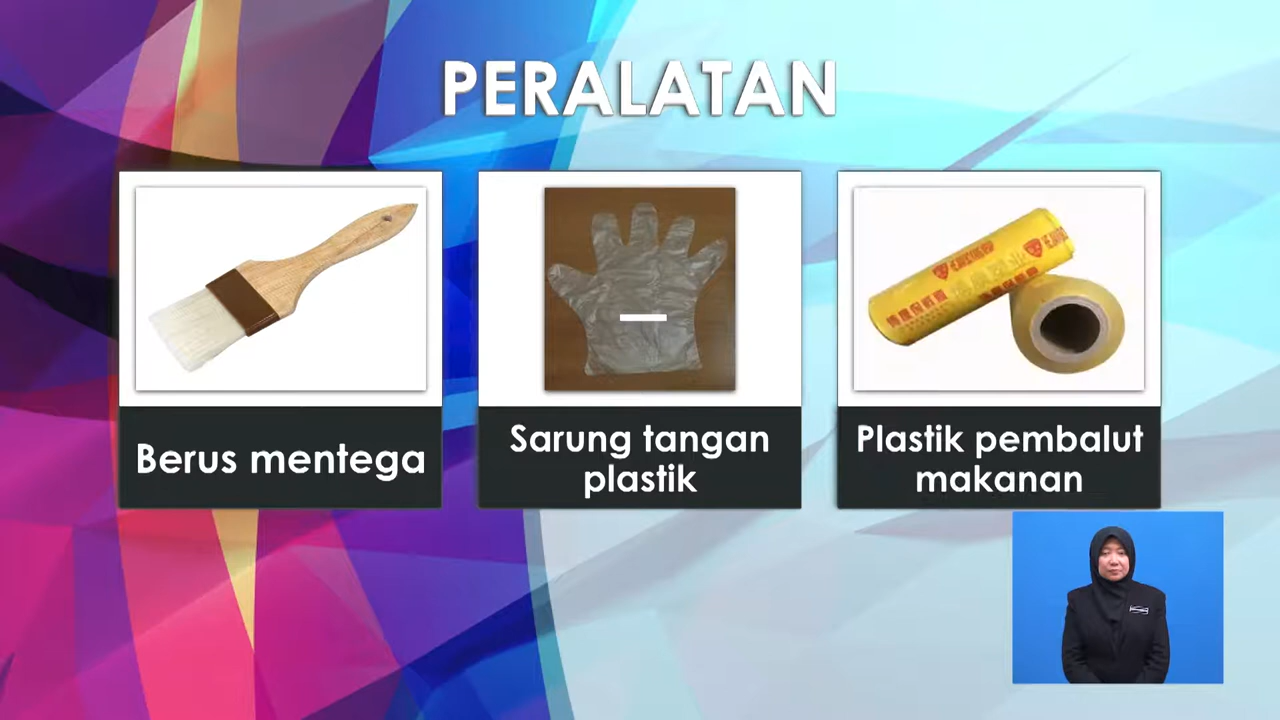 PERALATAN
Berus mentega
Sarung tangan
plastik
Plastik pembalut
makanan